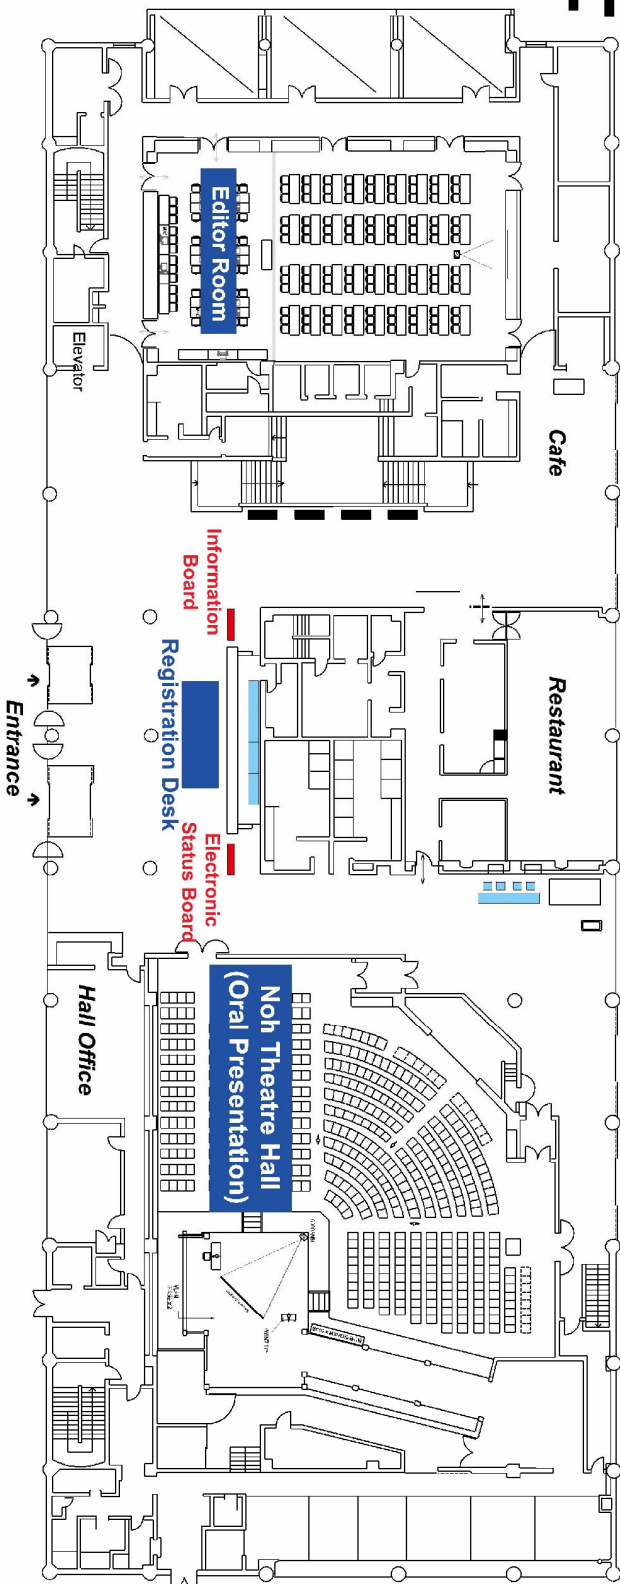 Editor Room
Elevator
Cafe
Information
Board
Registration Desk
Restaurant
Entrance
Electronic
Status Board
Hall Office
Noh Theatre Hall
(Oral Presentation)